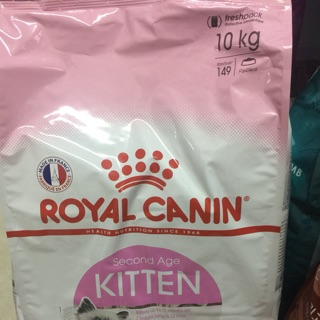 freshpack
10 kg
149
MADE IN FRANCE
ROYAL CANIN
HEALTH NUTRITION SINCE 1968
Second Age
KITTEN